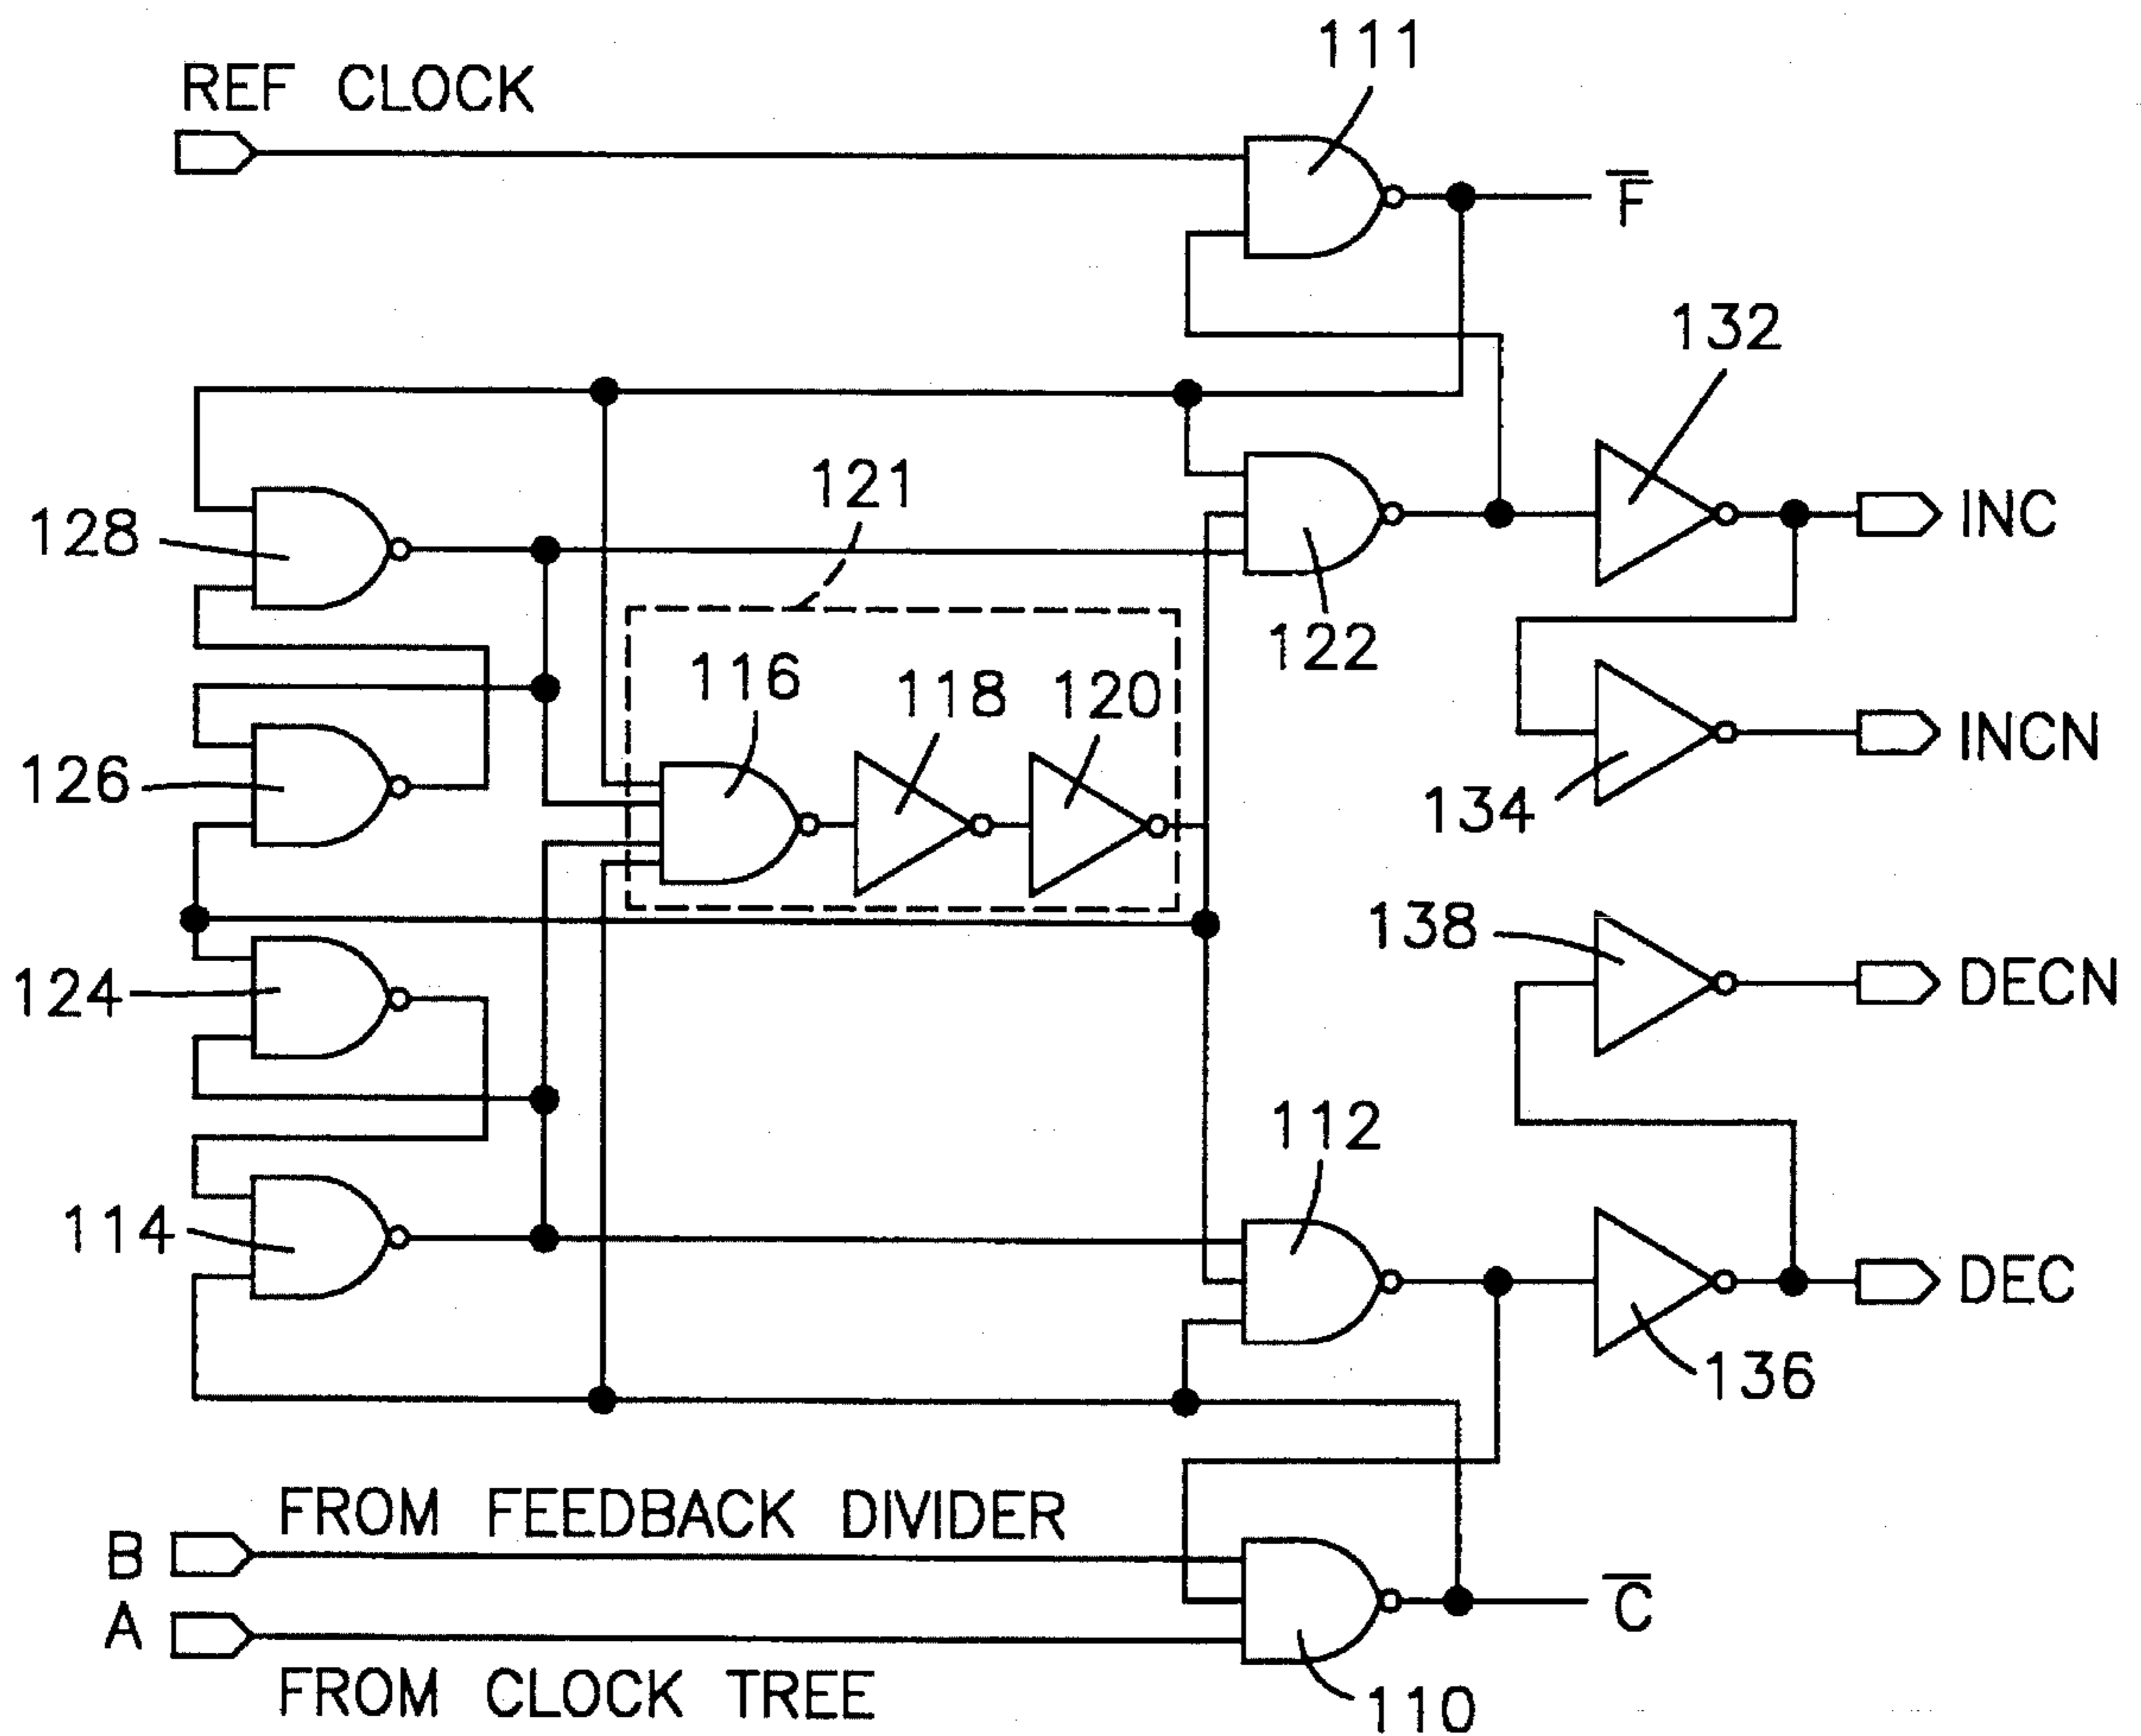 111
REF CLOCK
F̅
132
121
128
INC
122
116
118
120
126
INCN
134
138
124
DECN
112
114
DEC
136
FROM FEEDBACK DIVIDER
B
C̅
A
FROM CLOCK TREE
110